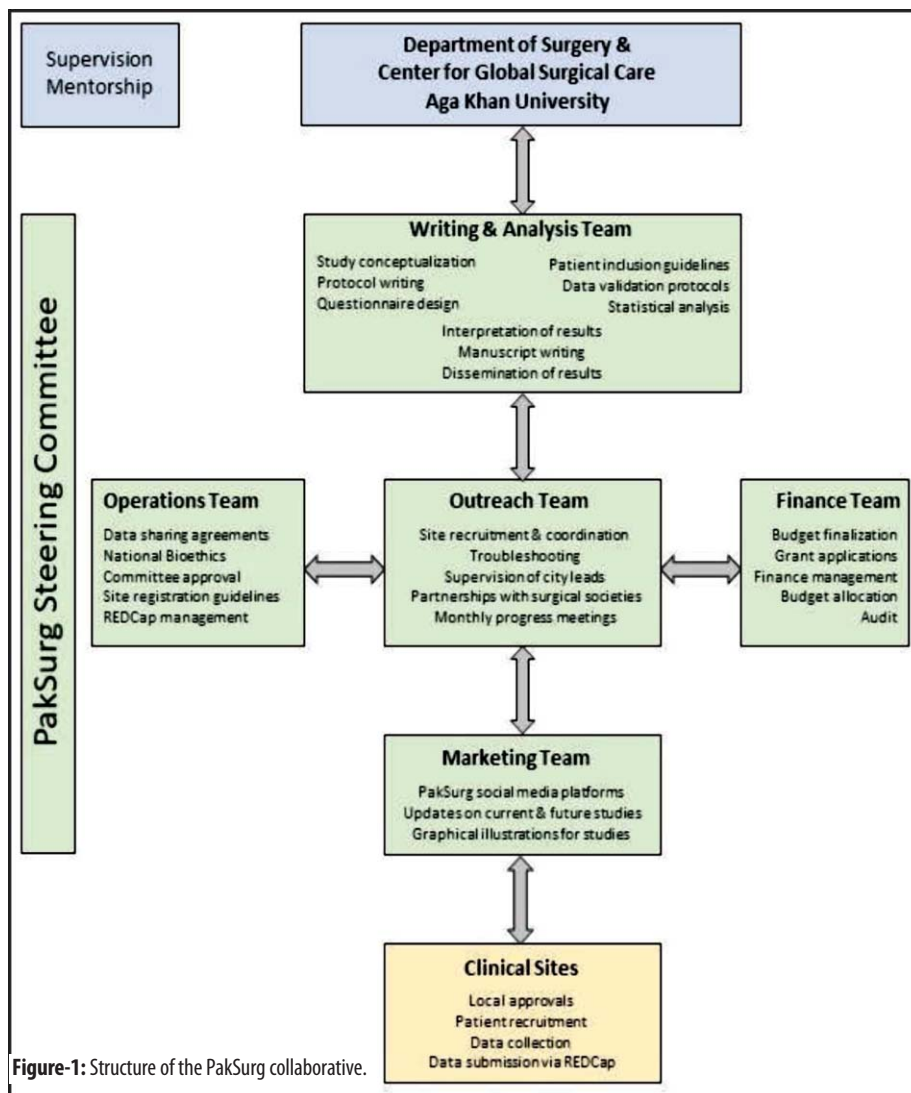 Supervision
Mentorship
Department of Surgery &
Center for Global Surgical Care
Aga Khan University
PakSurg Steering Committee
Writing & Analysis Team
Study conceptualization
Protocol writing
Questionnaire design
Patient inclusion guidelines
Data validation protocols
Statistical analysis
Interpretation of results
Manuscript writing
Dissemination of results
Operations Team
Data sharing agreements
National Bioethics
Committee approval
Site registration guidelines
REDCap management
Outreach Team
Site recruitment & coordination
Troubleshooting
Supervision of city leads
Partnerships with surgical societies
Monthly progress meetings
Finance Team
Budget finalization
Grant applications
Finance management
Budget allocation
Audit
Marketing Team
PakSurg social media platforms
Updates on current & future studies
Graphical illustrations for studies
Clinical Sites
Local approvals
Patient recruitment
Data collection
Data submission via REDCap
Figure-1: Structure of the PakSurg collaborative.